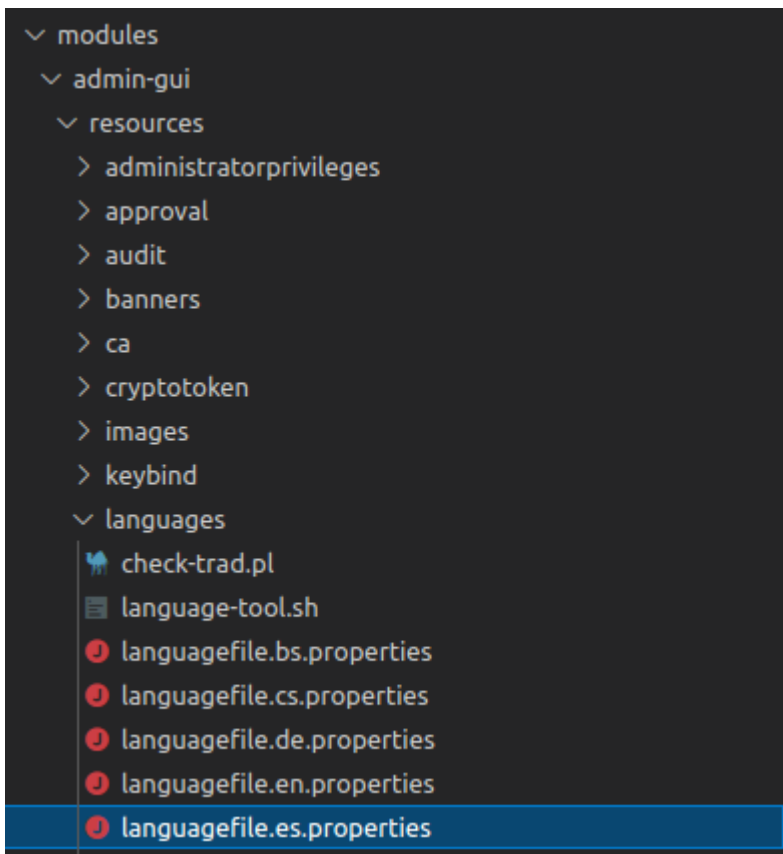 modules
admin-gui
resources
administratorprivileges
approval
audit
banners
ca
cryptotoken
images
keybind
languages
check-trad.pl
language-tool.sh
languagefile.bs.properties
languagefile.cs.properties
languagefile.de.properties
languagefile.en.properties
languagefile.es.properties